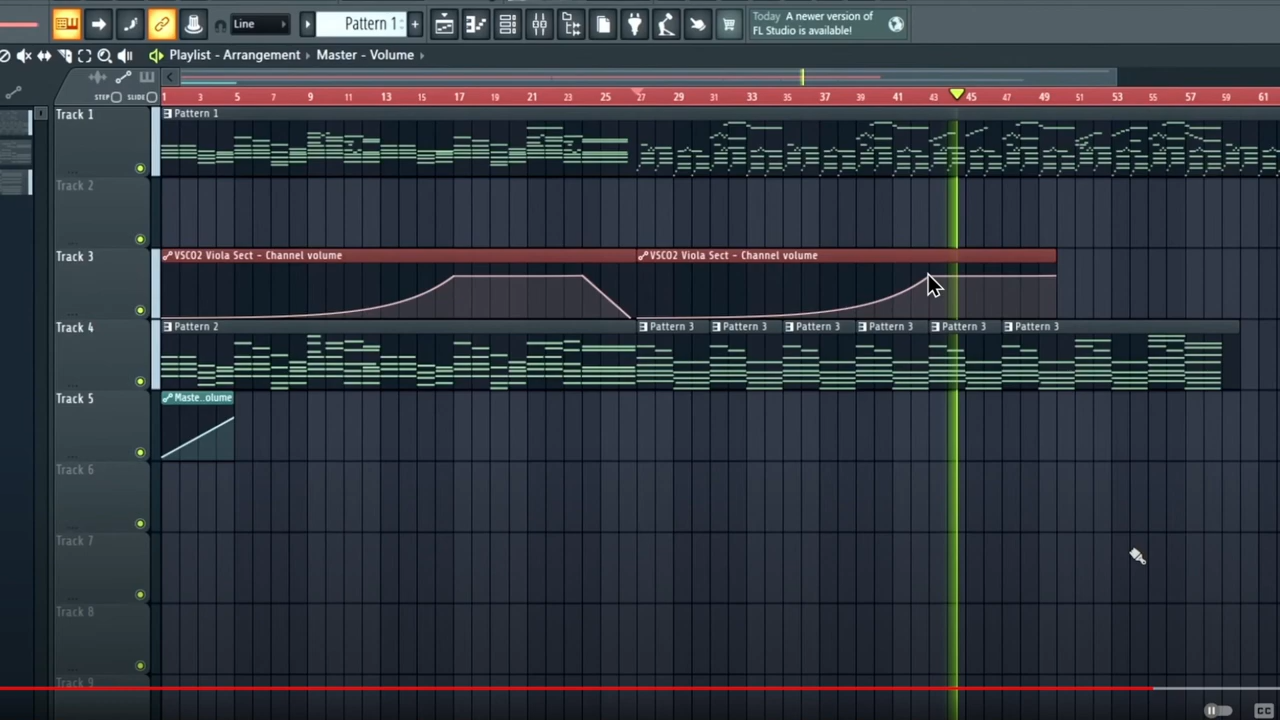 Line
Pattern 1
+
Today A newer version of
FL Studio is available!
Playlist - Arrangement › Master - Volume ›
STEP SLIDE
1 3 5 7 9 11 13 15 17 19 21 23 25 27 29 31 33 35 37 39 41 43 45 47 49 51 53 55 57 59 61
Track 1
Pattern 1
Track 2
Track 3
VSCO2 Viola Sect - Channel volume
VSCO2 Viola Sect - Channel volume
Track 4
Pattern 2
Pattern 3
Pattern 3
Pattern 3
Pattern 3
Pattern 3
Pattern 3
Track 5
Maste..olume
Track 6
Track 7
Track 8
Track 9
CC